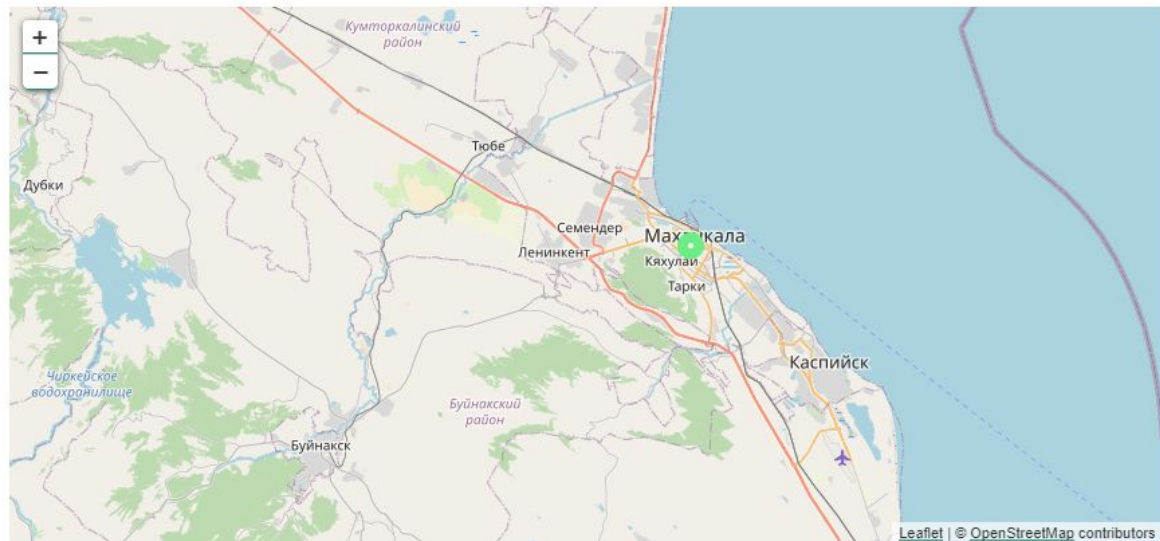 +
−
Кумторкалинский
район
Тюбе
Дубки
Семендер
Махачкала
Ленинкент
Кяхулай
Тарки
Каспийск
Чиркейское
водохранилище
Буйнакский
район
Буйнакск
Leaflet | © OpenStreetMap contributors